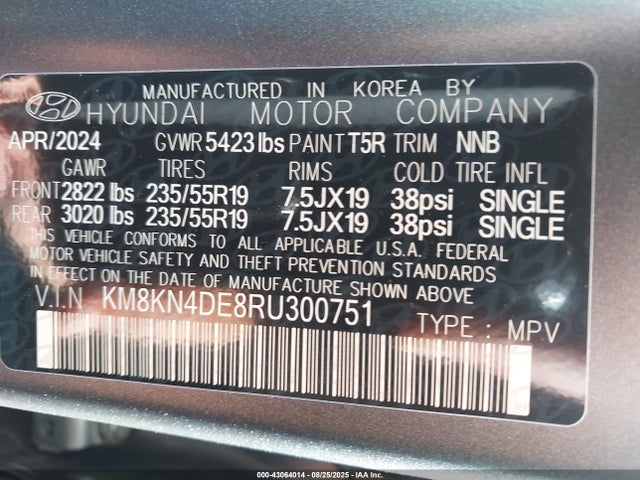 MANUFACTURED IN KOREA BY
HYUNDAI MOTOR COMPANY
APR/2024 GVWR 5423 lbs PAINT T5R TRIM NNB
GAWR TIRES RIMS COLD TIRE INFL
FRONT 2822 lbs 235/55R19 7.5JX19 38psi SINGLE
REAR 3020 lbs 235/55R19 7.5JX19 38psi SINGLE
THIS VEHICLE CONFORMS TO ALL APPLICABLE U.S.A. FEDERAL
MOTOR VEHICLE SAFETY AND THEFT PREVENTION STANDARDS
IN EFFECT ON THE DATE OF MANUFACTURE SHOWN ABOVE
V.I.N KM8KN4DE8RU300751 TYPE : MPV
000-43064014 - 08/25/2025 - COPYRIGHT IAA, INC.